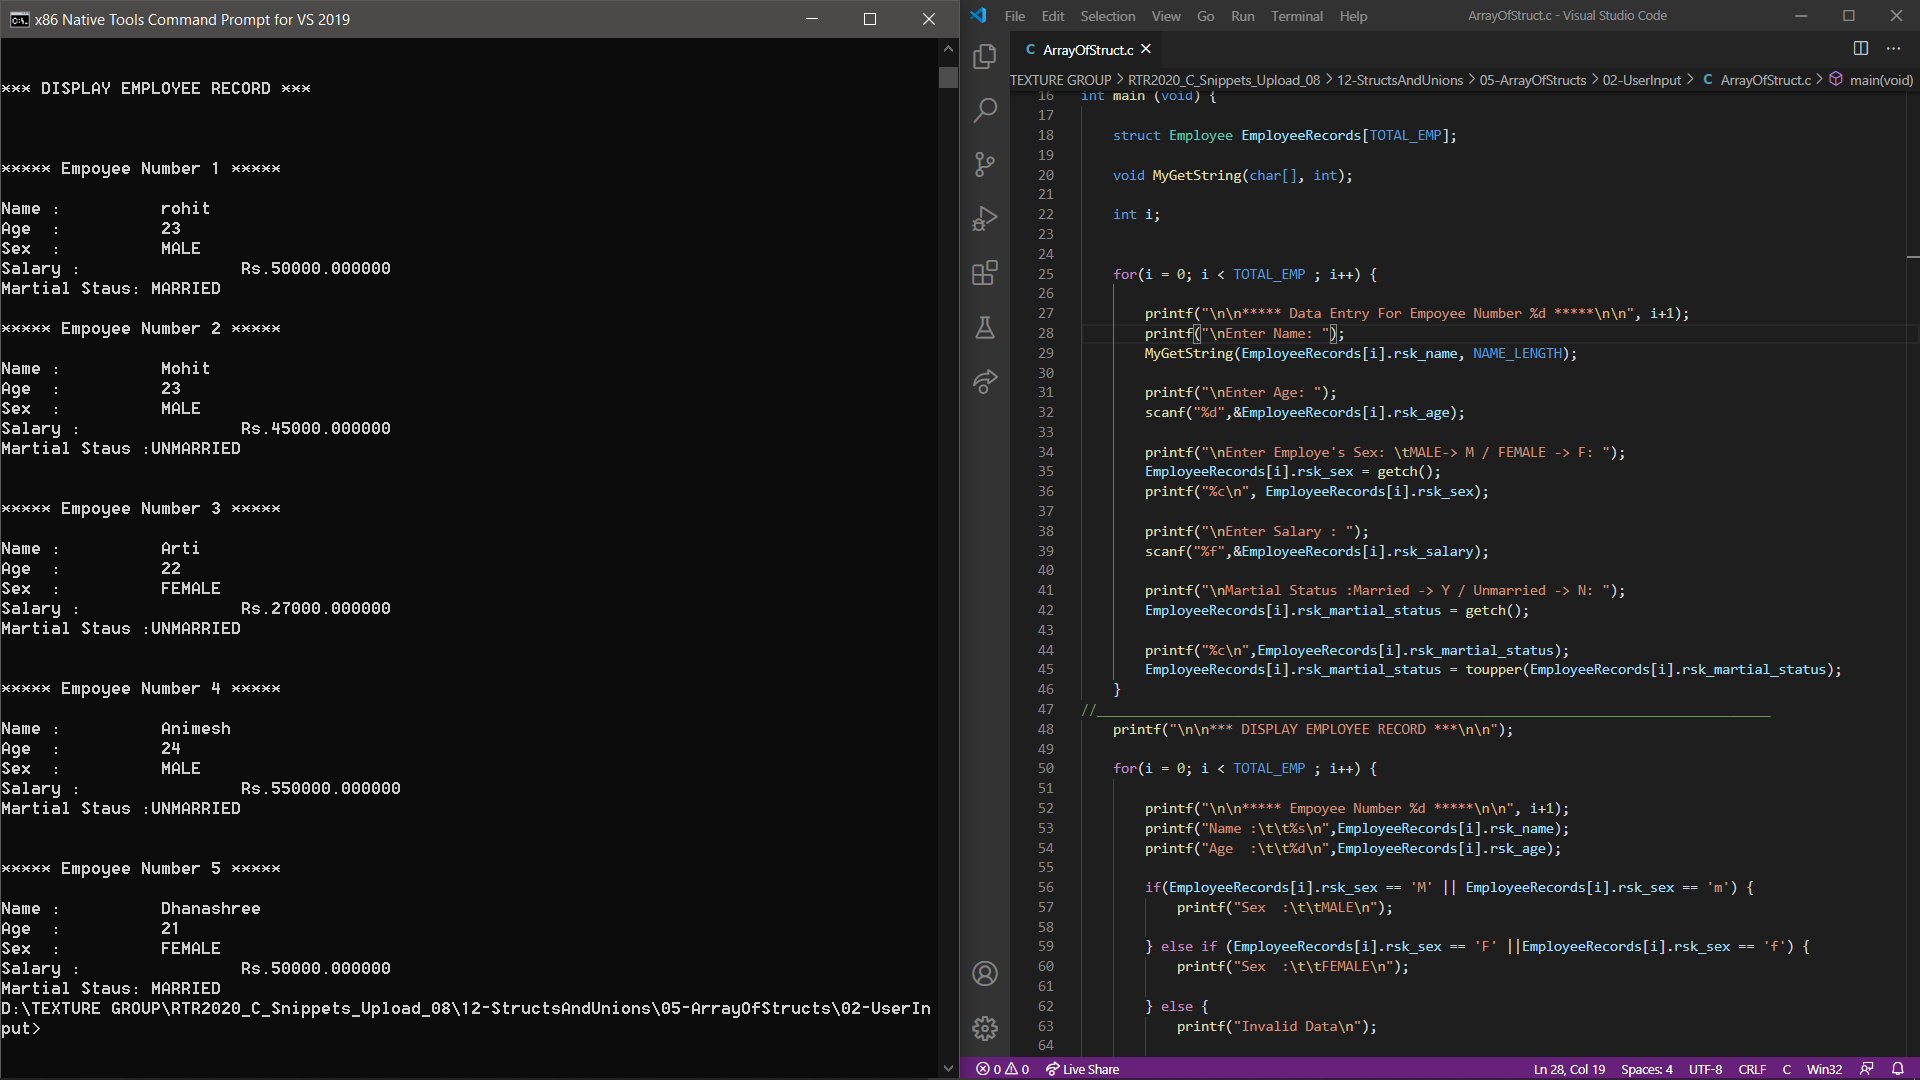 x86 Native Tools Command Prompt for VS 2019
*** DISPLAY EMPLOYEE RECORD ***
***** Empoyee Number 1 *****
Name : rohit
Age : 23
Sex : MALE
Salary : Rs.50000.000000
Martial Staus: MARRIED
***** Empoyee Number 2 *****
Name : Mohit
Age : 23
Sex : MALE
Salary : Rs.45000.000000
Martial Staus :UNMARRIED
***** Empoyee Number 3 *****
Name : Arti
Age : 22
Sex : FEMALE
Salary : Rs.27000.000000
Martial Staus :UNMARRIED
***** Empoyee Number 4 *****
Name : Animesh
Age : 24
Sex : MALE
Salary : Rs.550000.000000
Martial Staus :UNMARRIED
***** Empoyee Number 5 *****
Name : Dhanashree
Age : 21
Sex : FEMALE
Salary : Rs.50000.000000
Martial Staus: MARRIED
D:\TEXTURE GROUP\RTR2020_C_Snippets_Upload_08\12-StructsAndUnions\05-ArrayOfStructs\02-UserIn
put>
File Edit Selection View Go Run Terminal Help ArrayOfStruct.c - Visual Studio Code
C ArrayOfStruct.c
TEXTURE GROUP > RTR2020_C_Snippets_Upload_08 > 12-StructsAndUnions > 05-ArrayOfStructs > 02-UserInput > C ArrayOfStruct.c > main(void)
16 int main (void) {
17
18 struct Employee EmployeeRecords[TOTAL_EMP];
19
20 void MyGetString(char[], int);
21
22 int i;
23
24
25 for(i = 0; i < TOTAL_EMP ; i++) {
26
27 printf("\n\n***** Data Entry For Empoyee Number %d *****\n\n", i+1);
28 printf("\nEnter Name: ");
29 MyGetString(EmployeeRecords[i].rsk_name, NAME_LENGTH);
30
31 printf("\nEnter Age: ");
32 scanf("%d",&EmployeeRecords[i].rsk_age);
33
34 printf("\nEnter Employe's Sex: \tMALE-> M / FEMALE -> F: ");
35 EmployeeRecords[i].rsk_sex = getch();
36 printf("%c\n", EmployeeRecords[i].rsk_sex);
37
38 printf("\nEnter Salary : ");
39 scanf("%f",&EmployeeRecords[i].rsk_salary);
40
41 printf("\nMartial Status :Married -> Y / Unmarried -> N: ");
42 EmployeeRecords[i].rsk_martial_status = getch();
43
44 printf("%c\n",EmployeeRecords[i].rsk_martial_status);
45 EmployeeRecords[i].rsk_martial_status = toupper(EmployeeRecords[i].rsk_martial_status);
46 }
47 //____________________________________________________________________________________
48 printf("\n\n*** DISPLAY EMPLOYEE RECORD ***\n\n");
49
50 for(i = 0; i < TOTAL_EMP ; i++) {
51
52 printf("\n\n***** Empoyee Number %d *****\n\n", i+1);
53 printf("Name :\t\t%s\n",EmployeeRecords[i].rsk_name);
54 printf("Age  :\t\t%d\n",EmployeeRecords[i].rsk_age);
55
56 if(EmployeeRecords[i].rsk_sex == 'M' || EmployeeRecords[i].rsk_sex == 'm') {
57 printf("Sex  :\t\tMALE\n");
58
59 } else if (EmployeeRecords[i].rsk_sex == 'F' ||EmployeeRecords[i].rsk_sex == 'f') {
60 printf("Sex  :\t\tFEMALE\n");
61
62 } else {
63 printf("Invalid Data\n");
64
0 0 Live Share Ln 28, Col 19 Spaces: 4 UTF-8 CRLF C Win32